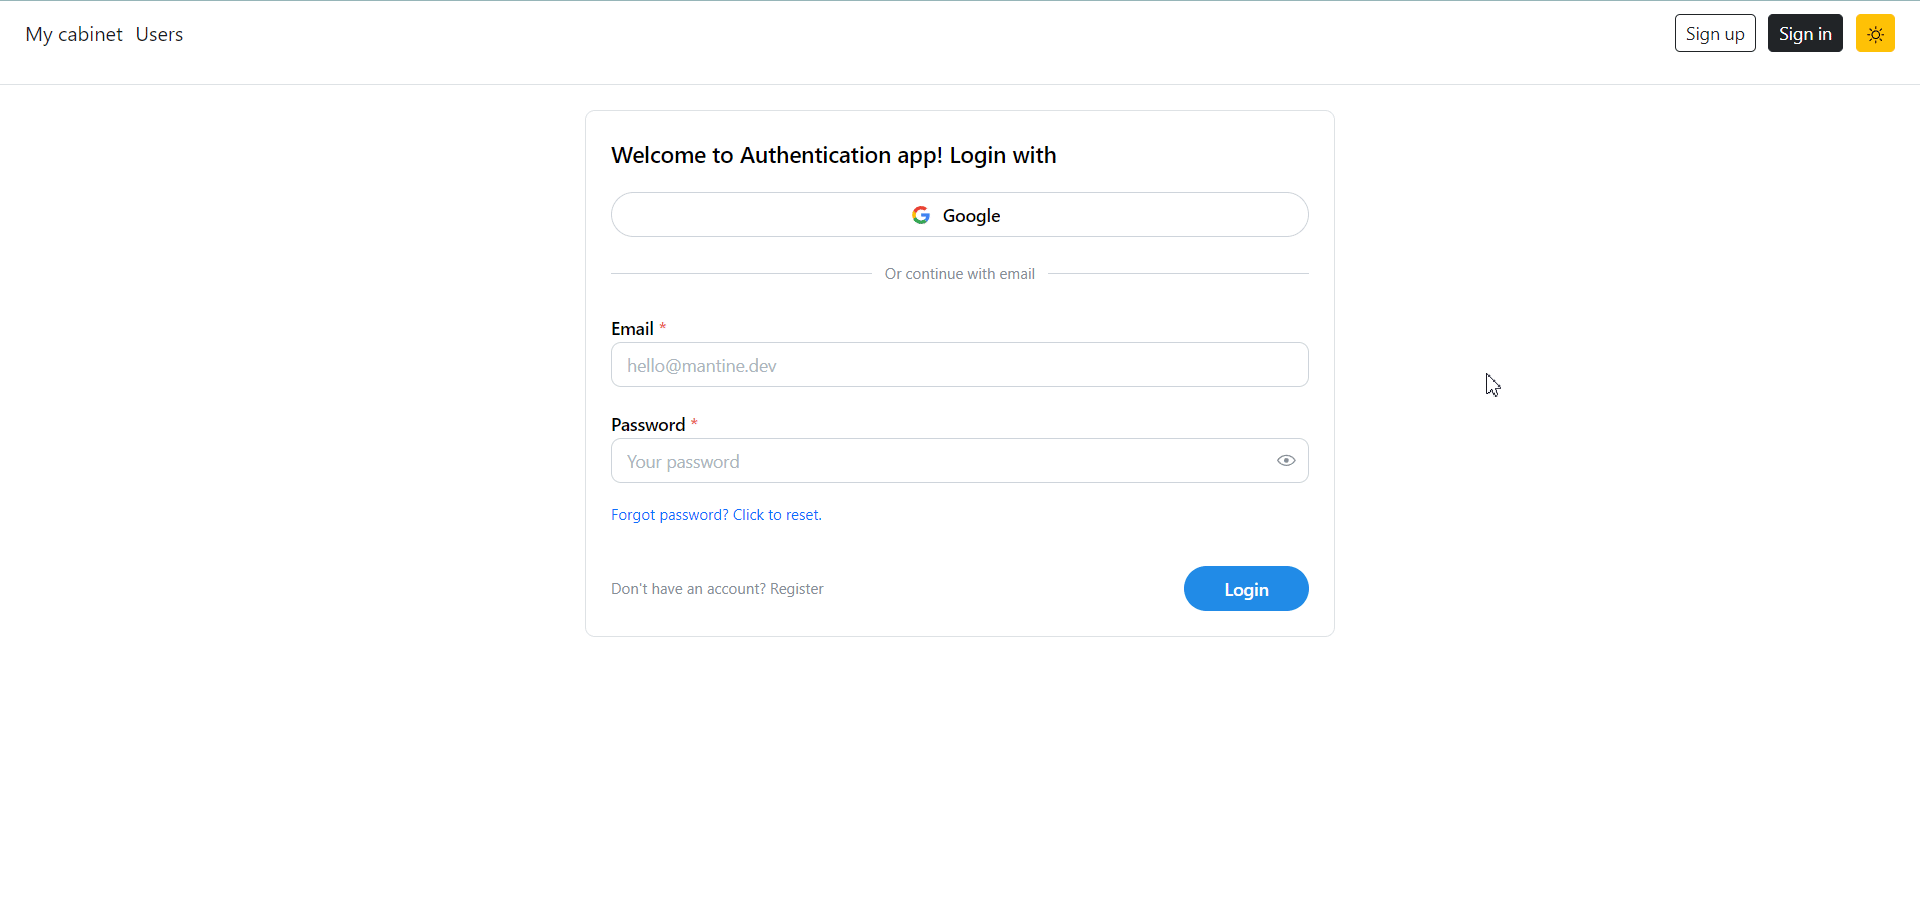 My cabinet Users Sign up Sign in
Welcome to Authentication app! Login with
Google
Or continue with email
Email *
hello@mantine.dev
Password *
Your password
Forgot password? Click to reset.
Don't have an account? Register Login